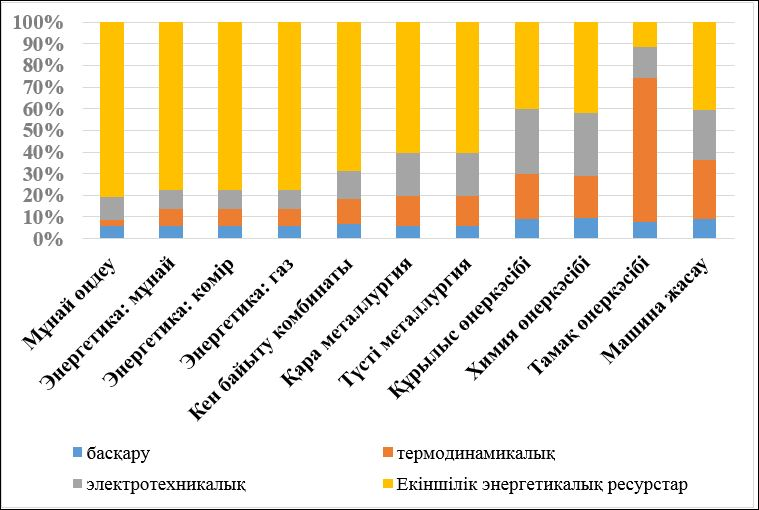 100%
90%
80%
70%
60%
50%
40%
30%
20%
10%
0%
Мұнай өңдеу
Энергетика: мұнай
Энергетика: көмір
Энергетика: газ
Кен байыту комбинаты
Қара металлургия
Түсті металлургия
Құрылыс өнеркәсібі
Химия өнеркәсібі
Тамақ өнеркәсібі
Машина жасау
басқару
термодинамикалық
электротехникалық
Екіншілік энергетикалық ресурстар